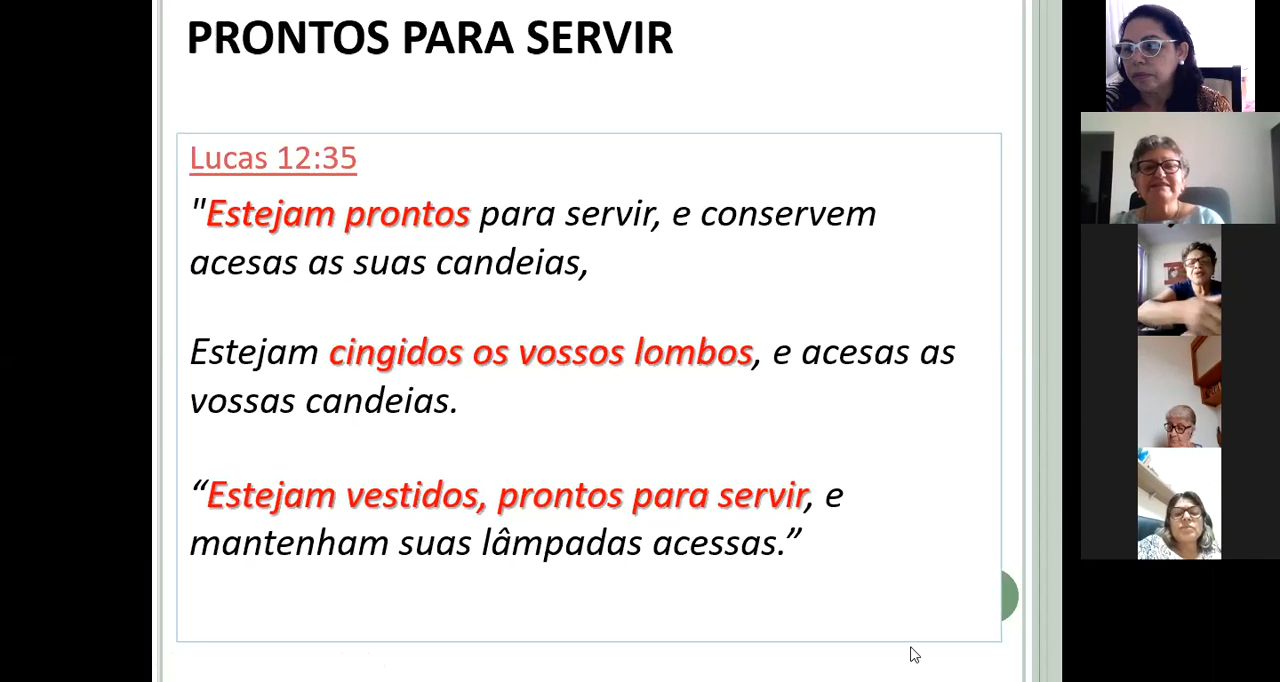 PRONTOS PARA SERVIR
Lucas 12:35
"Estejam prontos para servir, e conservem
acesas as suas candeias,
Estejam cingidos os vossos lombos, e acesas as
vossas candeias.
“Estejam vestidos, prontos para servir, e
mantenham suas lâmpadas acessas.”